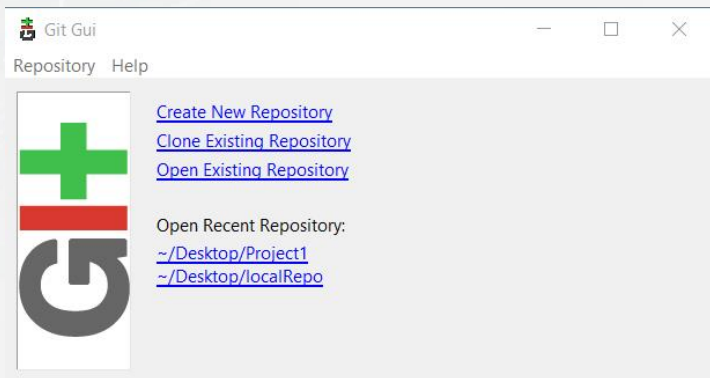 Git Gui
Repository Help
Create New Repository
Clone Existing Repository
Open Existing Repository
Open Recent Repository:
~/Desktop/Project1
~/Desktop/localRepo
Git